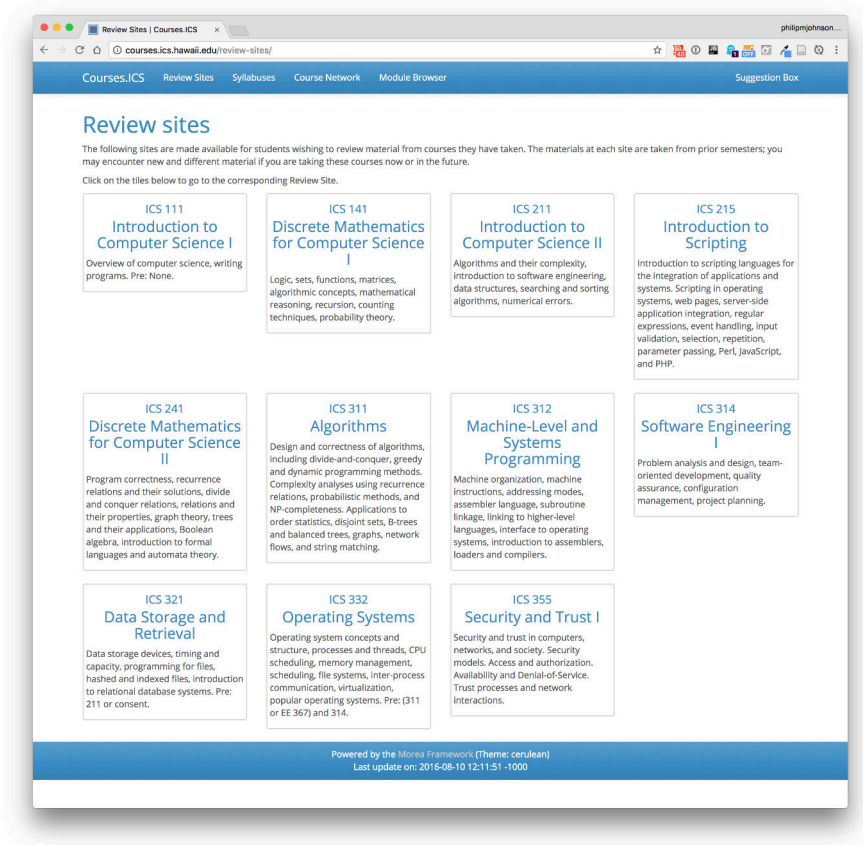 Review Sites | Courses.ICS
philipmjohnson...
courses.ics.hawaii.edu/review-sites/
Courses.ICS Review Sites Syllabuses Course Network Module Browser Suggestion Box
Review sites
The following sites are made available for students wishing to review material from courses they have taken. The materials at each site are taken from prior semesters; you
may encounter new and different material if you are taking these courses now or in the future.
Click on the tiles below to go to the corresponding Review Site.
ICS 111
Introduction to
Computer Science I
Overview of computer science, writing
programs. Pre: None.
ICS 141
Discrete Mathematics
for Computer Science
I
Logic, sets, functions, matrices,
algorithmic concepts, mathematical
reasoning, recursion, counting
techniques, probability theory.
ICS 211
Introduction to
Computer Science II
Algorithms and their complexity,
introduction to software engineering,
data structures, searching and sorting
algorithms, numerical errors.
ICS 215
Introduction to
Scripting
Introduction to scripting languages for
the integration of applications and
systems. Scripting in operating
systems, web pages, server-side
application integration, regular
expressions, event handling, input
validation, selection, repetition,
parameter passing, Perl, JavaScript,
and PHP.
ICS 241
Discrete Mathematics
for Computer Science
II
Program correctness, recurrence
relations and their solutions, divide
and conquer relations, relations and
their properties, graph theory, trees
and their applications, Boolean
algebra, introduction to formal
languages and automata theory.
ICS 311
Algorithms
Design and correctness of algorithms,
including divide-and-conquer, greedy
and dynamic programming methods.
Complexity analyses using recurrence
relations, probabilistic methods, and
NP-completeness. Applications to
order statistics, disjoint sets, B-trees
and balanced trees, graphs, network
flows, and string matching.
ICS 312
Machine-Level and
Systems
Programming
Machine organization, machine
instructions, addressing modes,
assembler language, subroutine
linkage, linking to higher-level
languages, interface to operating
systems, introduction to assemblers,
loaders and compilers.
ICS 314
Software Engineering
I
Problem analysis and design, team-
oriented development, quality
assurance, configuration
management, project planning.
ICS 321
Data Storage and
Retrieval
Data storage devices, timing and
capacity, programming for files,
hashed and indexed files, introduction
to relational database systems. Pre:
211 or consent.
ICS 332
Operating Systems
Operating system concepts and
structure, processes and threads, CPU
scheduling, memory management,
scheduling, file systems, inter-process
communication, virtualization,
popular operating systems. Pre: (311
or EE 367) and 314.
ICS 355
Security and Trust I
Security and trust in computers,
networks, and society. Security
models. Access and authorization.
Availability and Denial-of-Service.
Trust processes and network
interactions.
Powered by the Morea Framework (Theme: cerulean)
Last update on: 2016-08-10 12:11:51 -1000